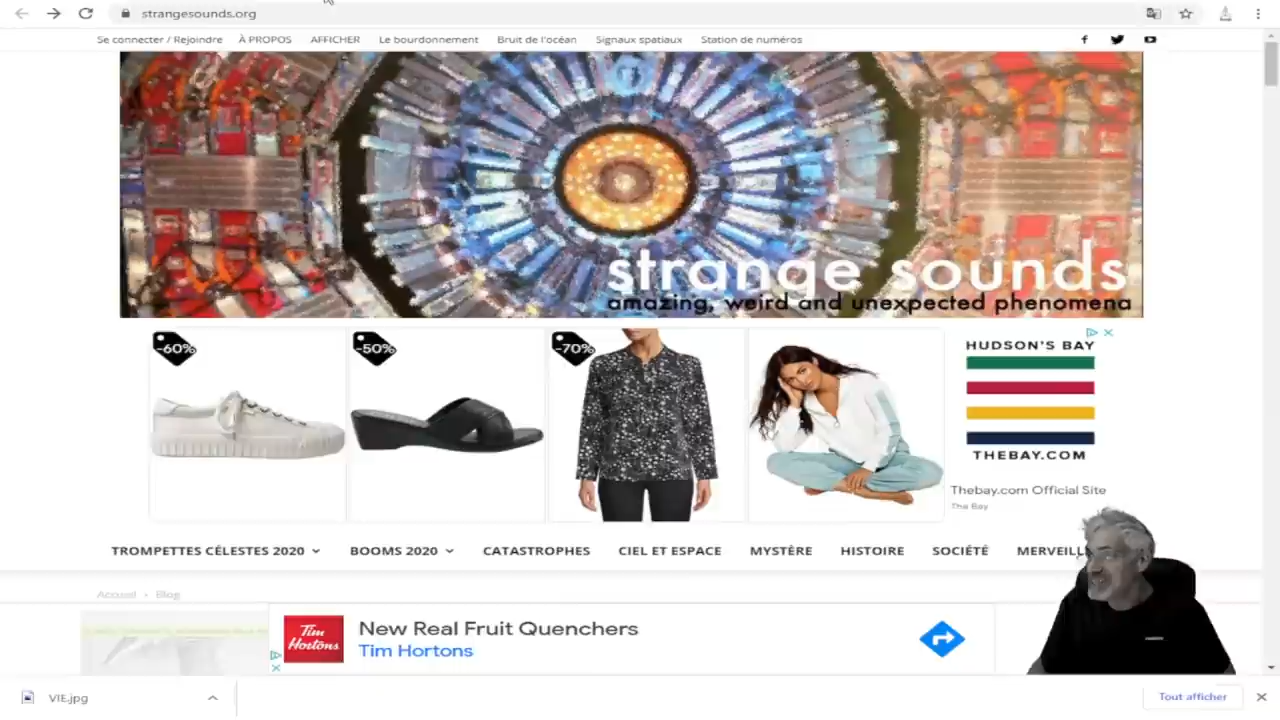 strangesounds.org
Se connecter / Rejoindre À PROPOS AFFICHER Le bourdonnement Bruit de l'océan Signaux spatiaux Station de numéros
strange sounds
amazing, weird and unexpected phenomena
-60% -50% -70%
HUDSON'S BAY
THEBAY.COM
Thebay.com Official Site
The Bay
TROMPETTES CÉLESTES 2020 BOOMS 2020 CATASTROPHES CIEL ET ESPACE MYSTÈRE HISTOIRE SOCIÉTÉ MERVEILL
Accueil › Blog
Tim Hortons
New Real Fruit Quenchers
Tim Hortons
VIE.jpg
Tout afficher